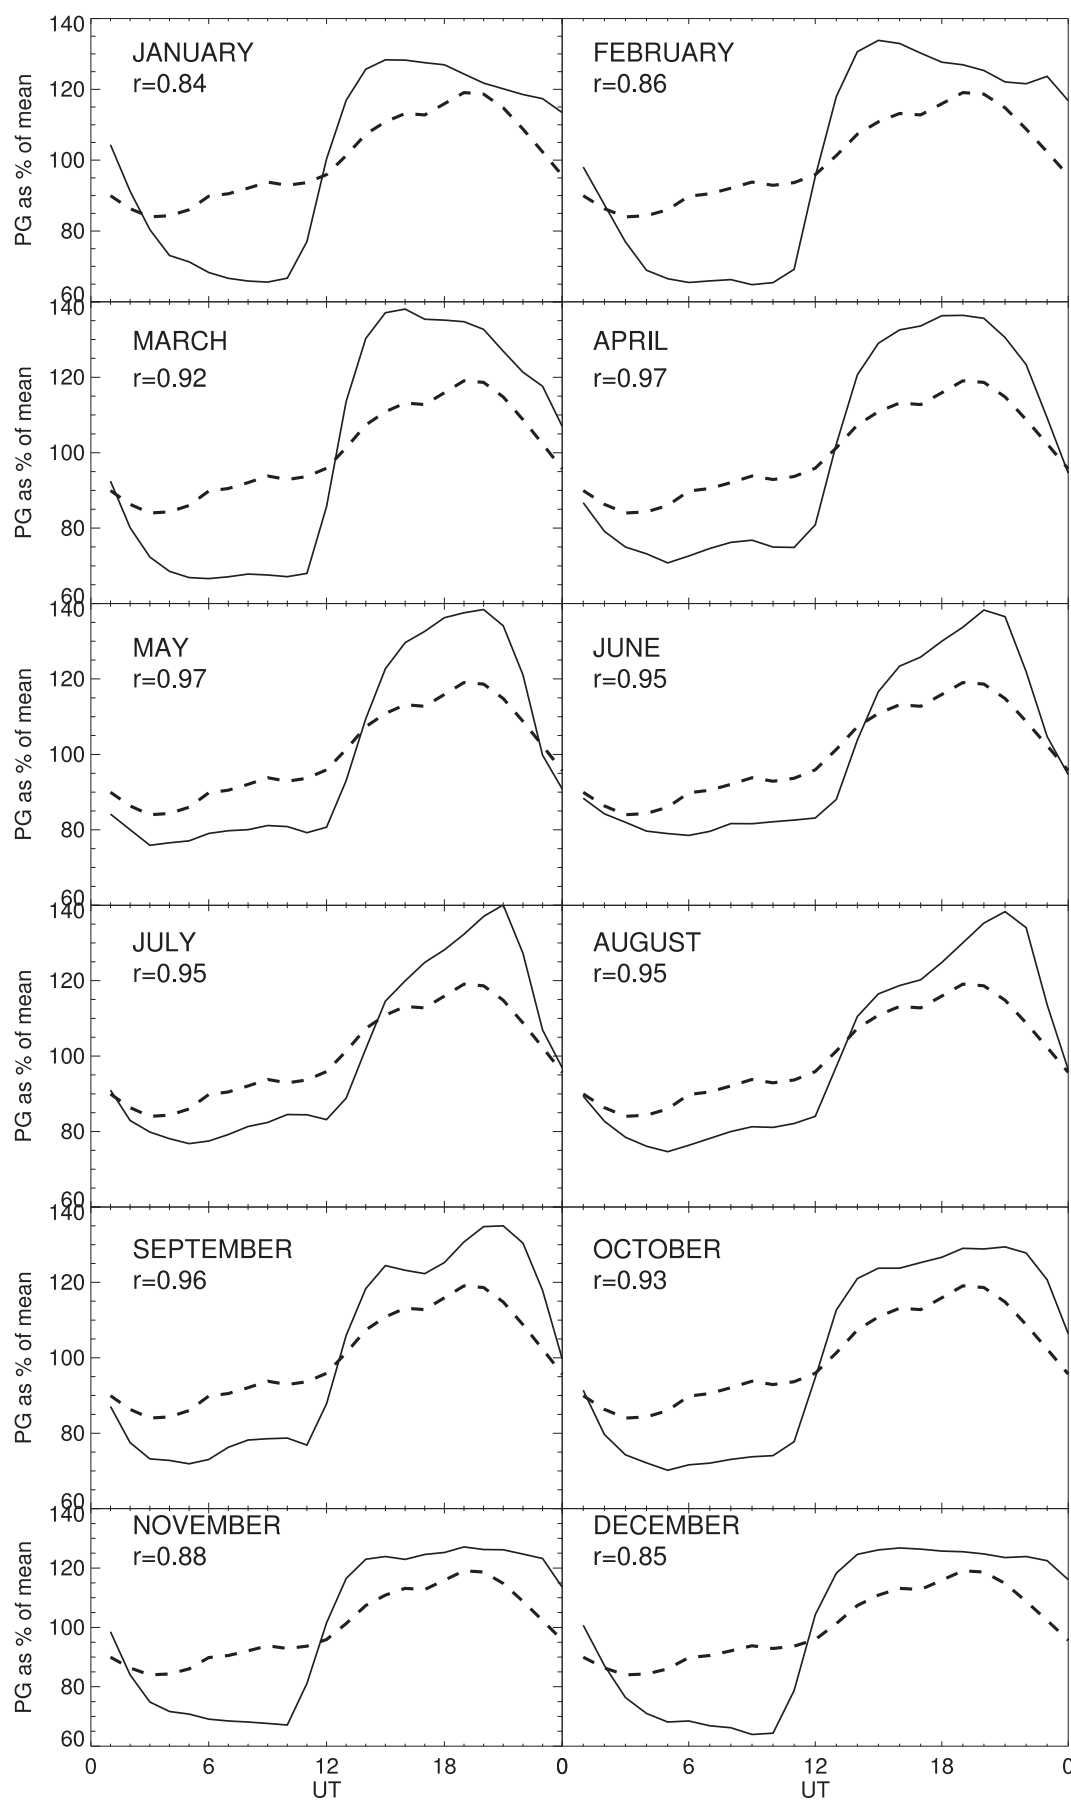 140
120
100
80
60
PG as % of mean
JANUARY
r=0.84
FEBRUARY
r=0.86
140
120
100
80
60
PG as % of mean
MARCH
r=0.92
APRIL
r=0.97
140
120
100
80
60
PG as % of mean
MAY
r=0.97
JUNE
r=0.95
140
120
100
80
60
PG as % of mean
JULY
r=0.95
AUGUST
r=0.95
140
120
100
80
60
PG as % of mean
SEPTEMBER
r=0.96
OCTOBER
r=0.93
140
120
100
80
60
PG as % of mean
NOVEMBER
r=0.88
DECEMBER
r=0.85
0 6 12 18 0 6 12 18 0
UT UT